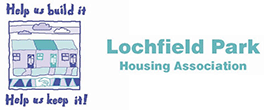 Help us build it
Lochfield Park
Housing Association
Help us keep it!